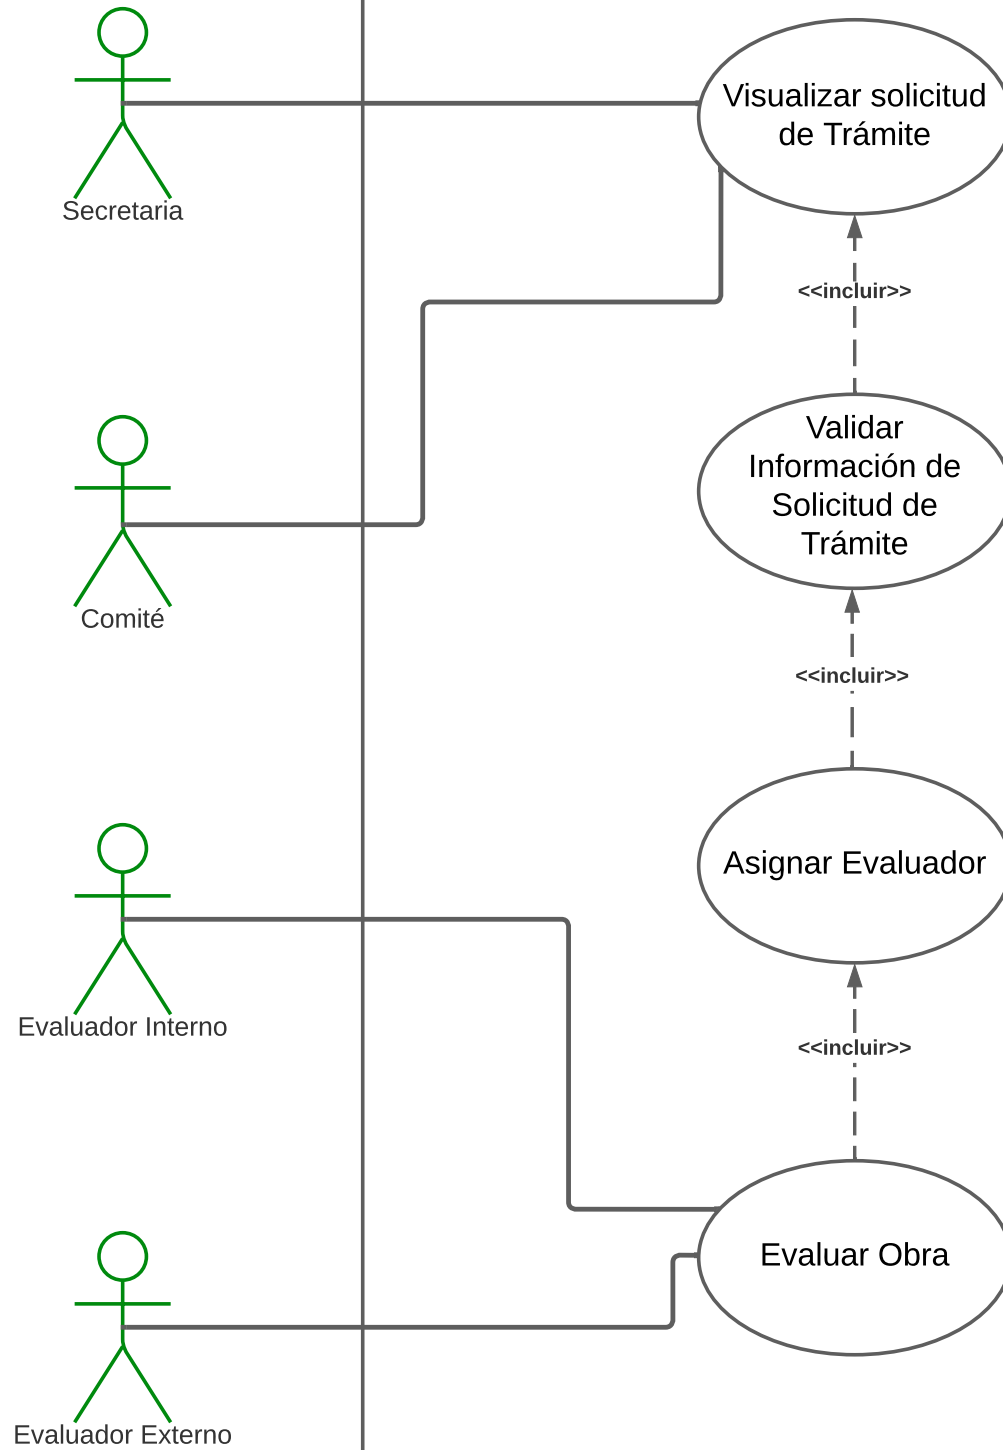 Visualizar solicitud
de Trámite
Secretaria
<<incluir>>
Validar
Información de
Solicitud de
Trámite
Comité
<<incluir>>
Asignar Evaluador
Evaluador Interno
<<incluir>>
Evaluar Obra
Evaluador Externo